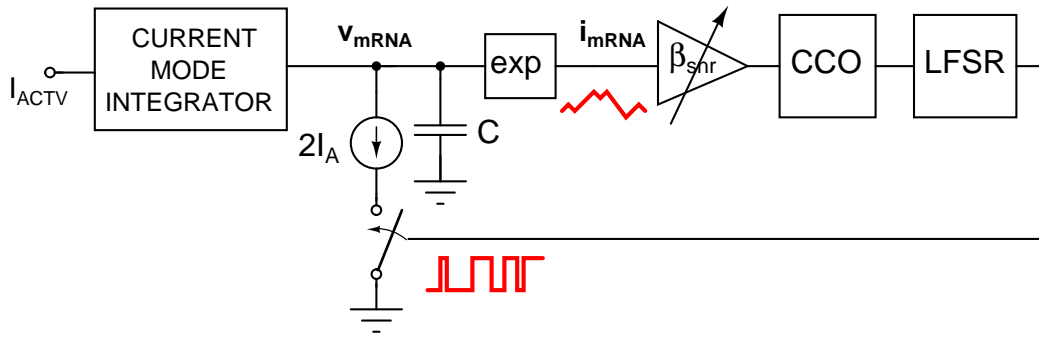 I_ACTV
CURRENT
MODE
INTEGRATOR
v_mRNA
exp
i_mRNA
β_snr
CCO
LFSR
2I_A
C